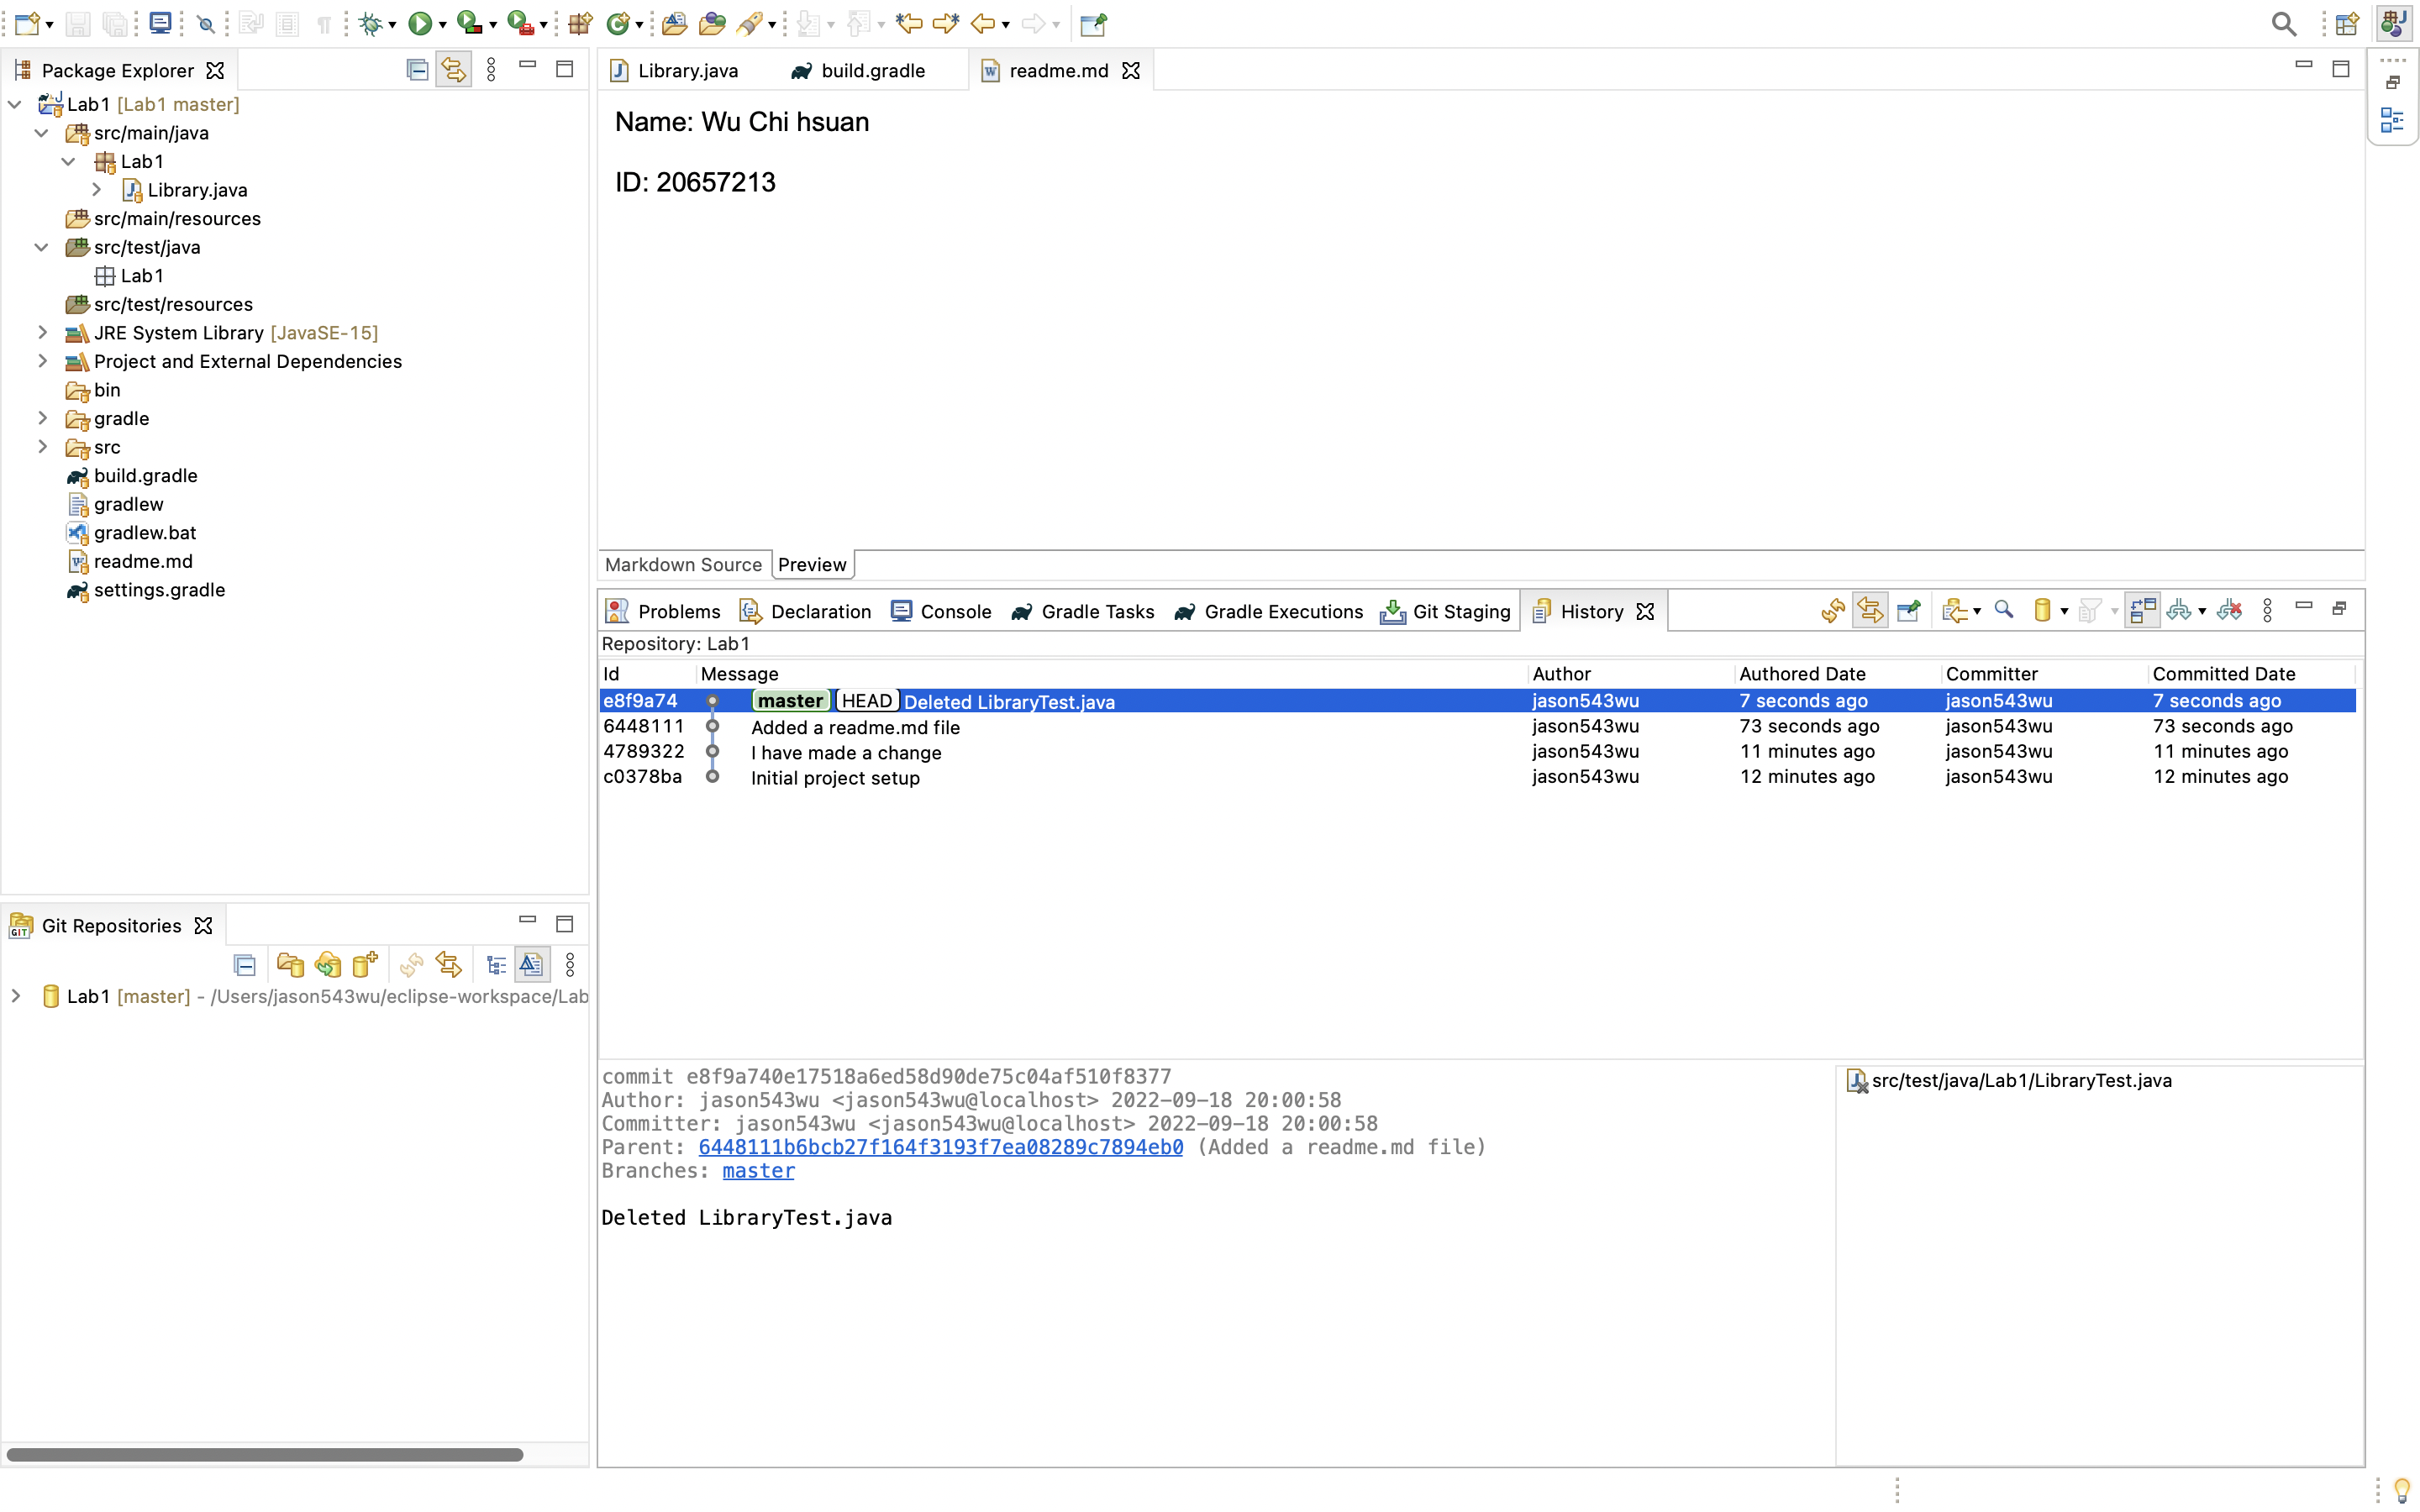 Package Explorer
Lab1 [Lab1 master]
src/main/java
Lab1
Library.java
src/main/resources
src/test/java
Lab1
src/test/resources
JRE System Library [JavaSE-15]
Project and External Dependencies
bin
gradle
src
build.gradle
gradlew
gradlew.bat
readme.md
settings.gradle
Git Repositories
GIT
Lab1 [master] - /Users/jason543wu/eclipse-workspace/Lab
Library.java build.gradle readme.md
Name: Wu Chi hsuan
ID: 20657213
Markdown Source Preview
Problems Declaration Console Gradle Tasks Gradle Executions Git Staging History
Repository: Lab1
Id Message Author Authored Date Committer Committed Date
e8f9a74 master HEAD Deleted LibraryTest.java jason543wu 7 seconds ago jason543wu 7 seconds ago
6448111 Added a readme.md file jason543wu 73 seconds ago jason543wu 73 seconds ago
4789322 I have made a change jason543wu 11 minutes ago jason543wu 11 minutes ago
c0378ba Initial project setup jason543wu 12 minutes ago jason543wu 12 minutes ago
commit e8f9a740e17518a6ed58d90de75c04af510f8377
Author: jason543wu <jason543wu@localhost> 2022-09-18 20:00:58
Committer: jason543wu <jason543wu@localhost> 2022-09-18 20:00:58
Parent: 6448111b6bcb27f164f3193f7ea08289c7894eb0 (Added a readme.md file)
Branches: master
Deleted LibraryTest.java
src/test/java/Lab1/LibraryTest.java